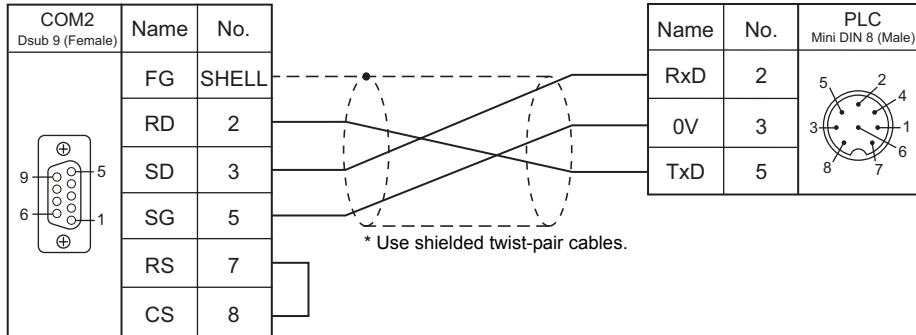 COM2
Dsub 9 (Female)
Name No.
FG SHELL
RD 2
SD 3
SG 5
RS 7
CS 8
9
5
6
1
* Use shielded twist-pair cables.
Name No.
PLC
Mini DIN 8 (Male)
RxD 2
0V 3
TxD 5
5
2
4
3
1
6
8
7